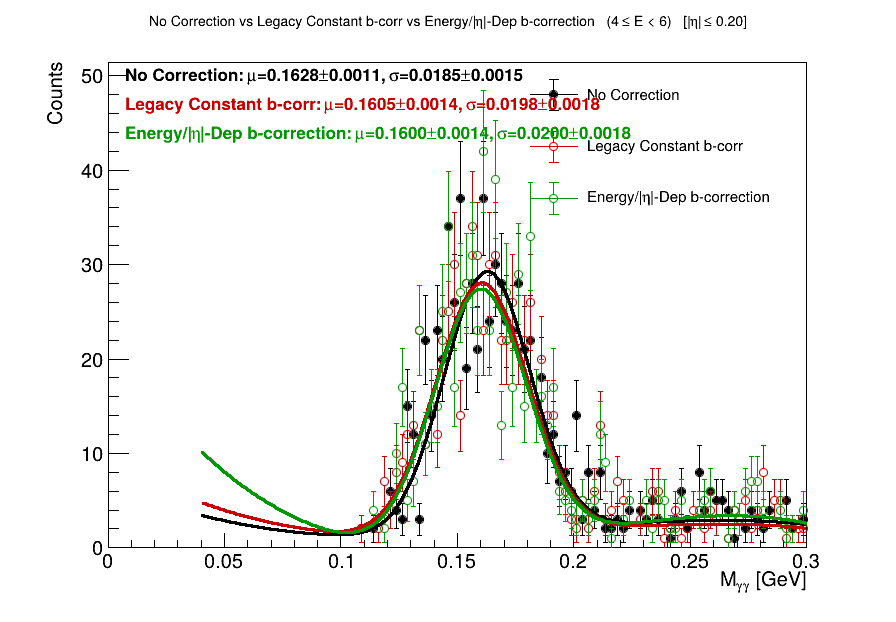 No Correction vs Legacy Constant b-corr vs Energy/|η|-Dep b-correction (4 ≤ E < 6) [|η| ≤ 0.20]
Counts
No Correction: μ=0.1628±0.0011, σ=0.0185±0.0015
Legacy Constant b-corr: μ=0.1605±0.0014, σ=0.0198±0.0018
Energy/|η|-Dep b-correction: μ=0.1600±0.0014, σ=0.0200±0.0018
No Correction
Legacy Constant b-corr
Energy/|η|-Dep b-correction
50
40
30
20
10
0
0 0.05 0.1 0.15 0.2 0.25 0.3
Mγγ [GeV]